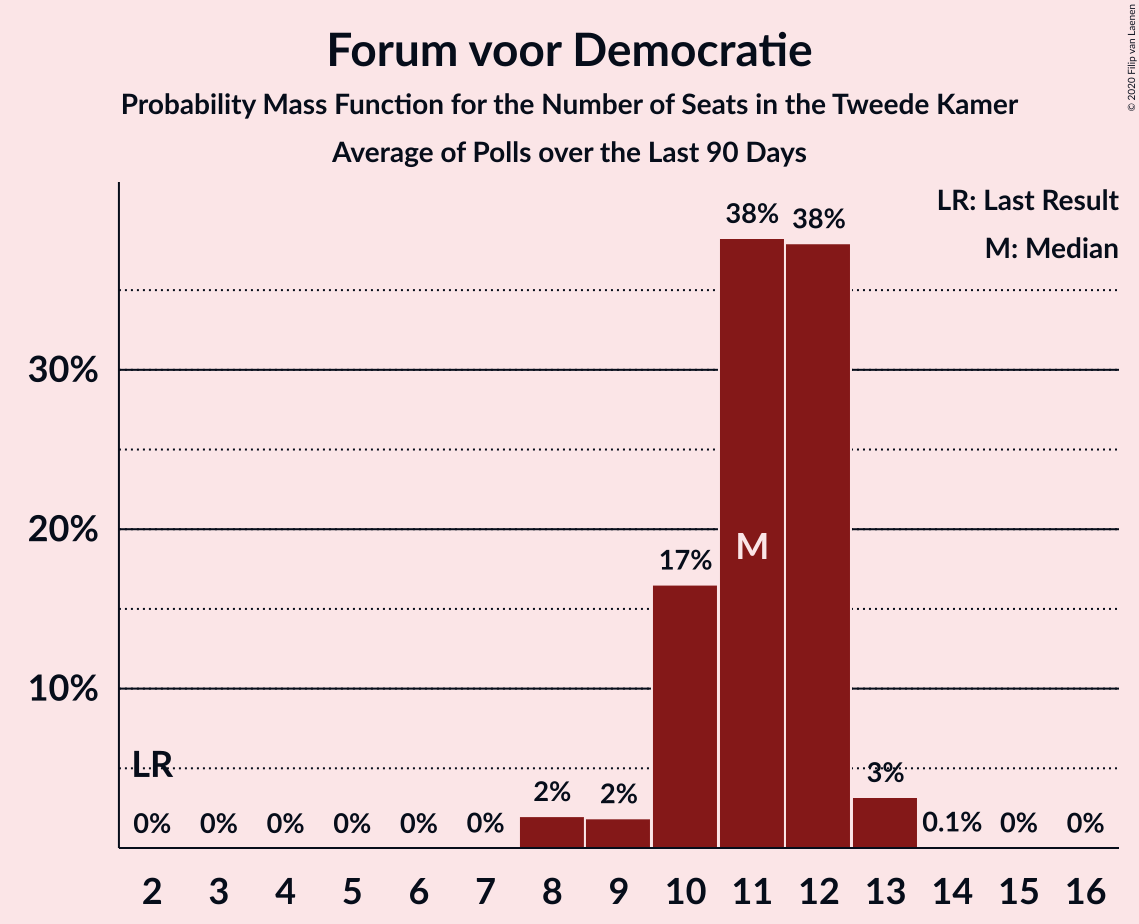 Forum voor Democratie
Probability Mass Function for the Number of Seats in the Tweede Kamer
Average of Polls over the Last 90 Days
© 2020 Filip van Laenen
LR: Last Result
M: Median
38% 38%
30%
20%
17% M
10%
LR
0% 0% 0% 0% 0% 0% 2% 2% 3% 0.1% 0% 0%
2 3 4 5 6 7 8 9 10 11 12 13 14 15 16